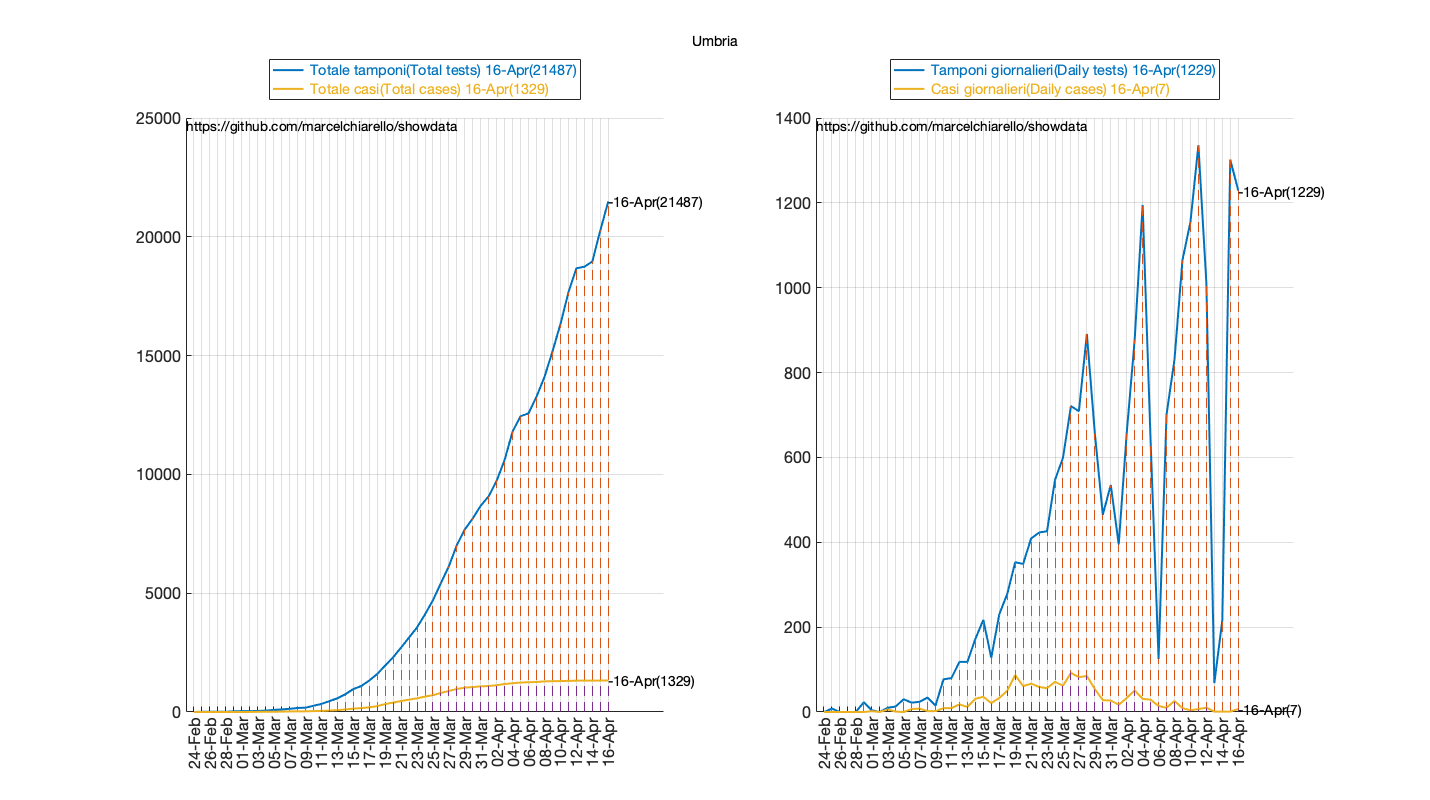 Umbria
Totale tamponi(Total tests) 16-Apr(21487)
Totale casi(Total cases) 16-Apr(1329)
https://github.com/marcelchiarello/showdata
25000
20000
15000
10000
5000
0
16-Apr(21487)
16-Apr(1329)
24-Feb
26-Feb
28-Feb
01-Mar
03-Mar
05-Mar
07-Mar
09-Mar
11-Mar
13-Mar
15-Mar
17-Mar
19-Mar
21-Mar
23-Mar
25-Mar
27-Mar
29-Mar
31-Mar
02-Apr
04-Apr
06-Apr
08-Apr
10-Apr
12-Apr
14-Apr
16-Apr
Tamponi giornalieri(Daily tests) 16-Apr(1229)
Casi giornalieri(Daily cases) 16-Apr(7)
https://github.com/marcelchiarello/showdata
1400
1200
1000
800
600
400
200
0
16-Apr(1229)
16-Apr(7)
24-Feb
26-Feb
28-Feb
01-Mar
03-Mar
05-Mar
07-Mar
09-Mar
11-Mar
13-Mar
15-Mar
17-Mar
19-Mar
21-Mar
23-Mar
25-Mar
27-Mar
29-Mar
31-Mar
02-Apr
04-Apr
06-Apr
08-Apr
10-Apr
12-Apr
14-Apr
16-Apr